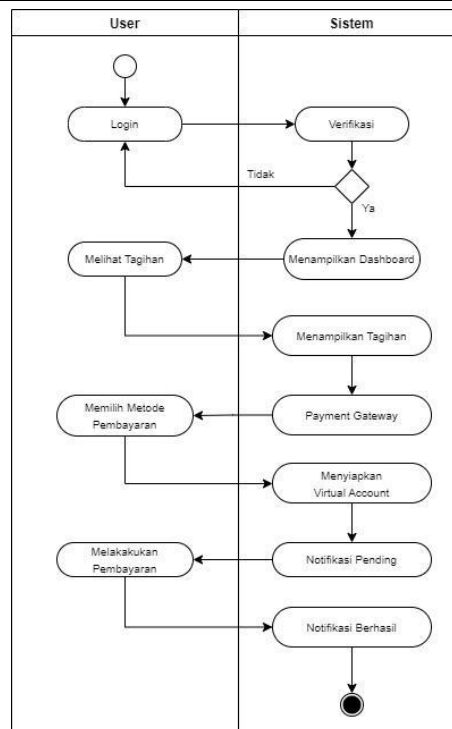 User
Sistem
Login
Verifikasi
Tidak
Ya
Melihat Tagihan
Menampilkan Dashboard
Menampilkan Tagihan
Memilih Metode
Pembayaran
Payment Gateway
Menyiapkan
Virtual Account
Melakakukan
Pembayaran
Notifikasi Pending
Notifikasi Berhasil